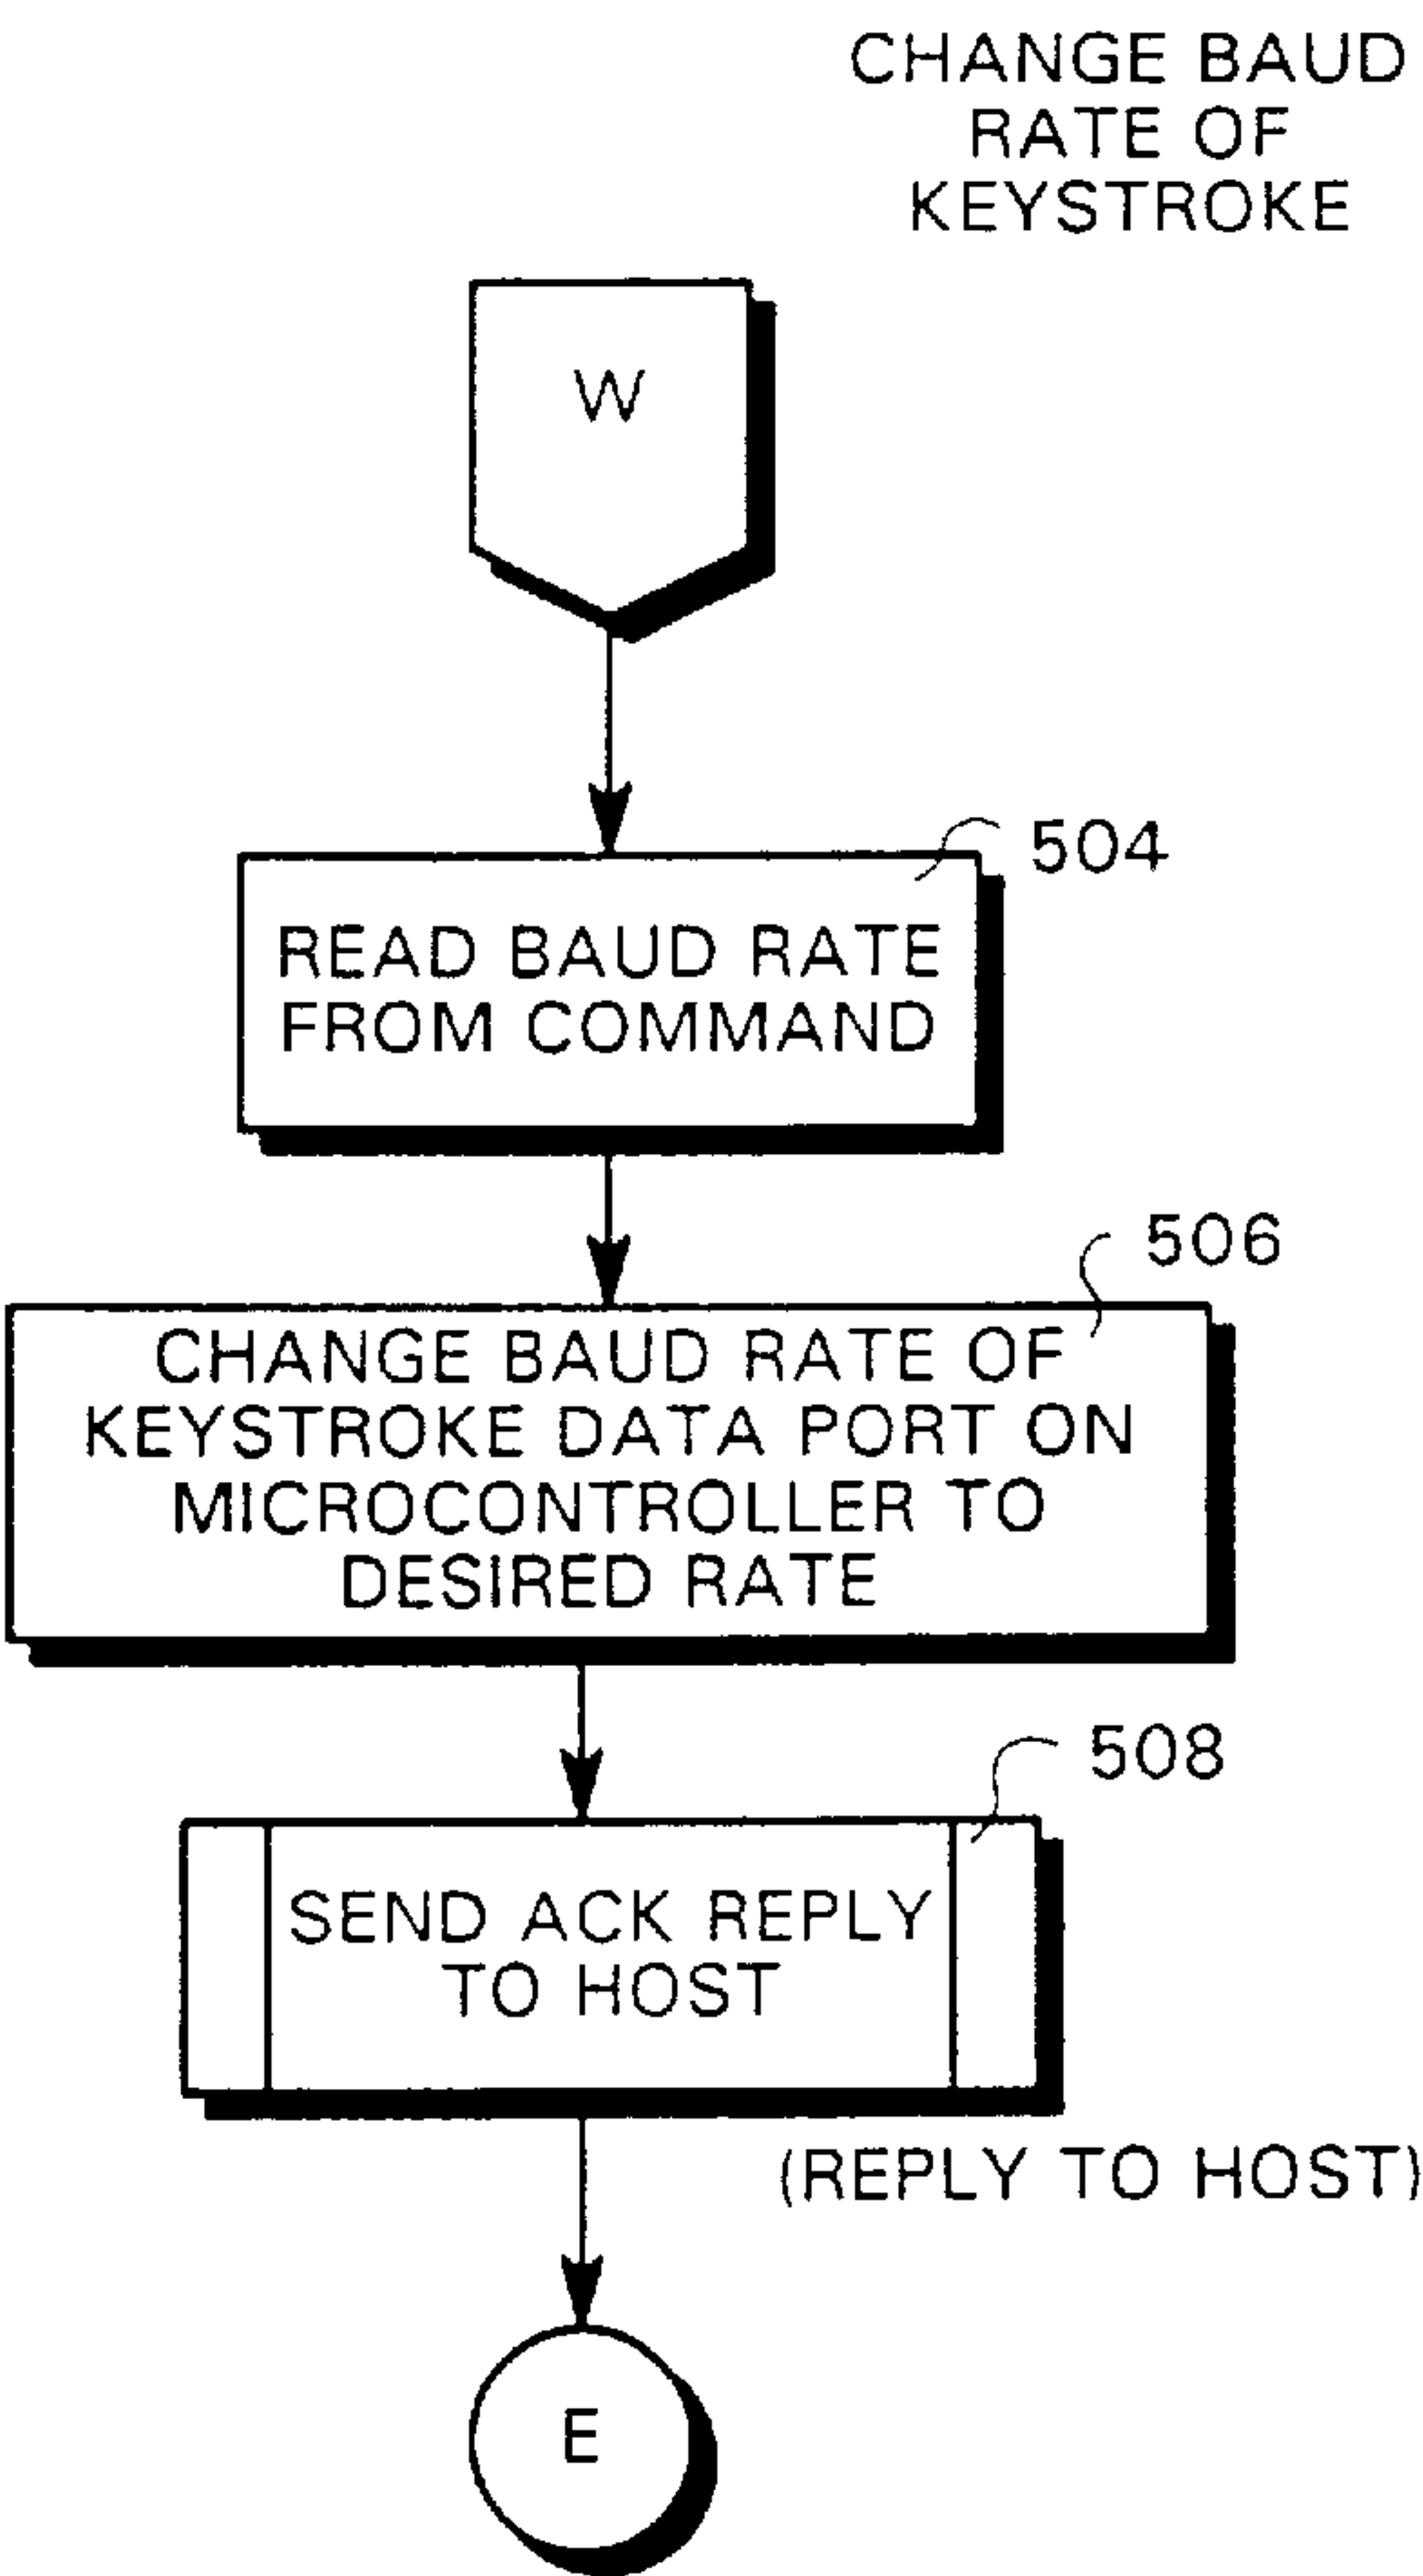 CHANGE BAUD
RATE OF
KEYSTROKE
W
504
READ BAUD RATE
FROM COMMAND
506
CHANGE BAUD RATE OF
KEYSTROKE DATA PORT ON
MICROCONTROLLER TO
DESIRED RATE
508
SEND ACK REPLY
TO HOST
(REPLY TO HOST)
E